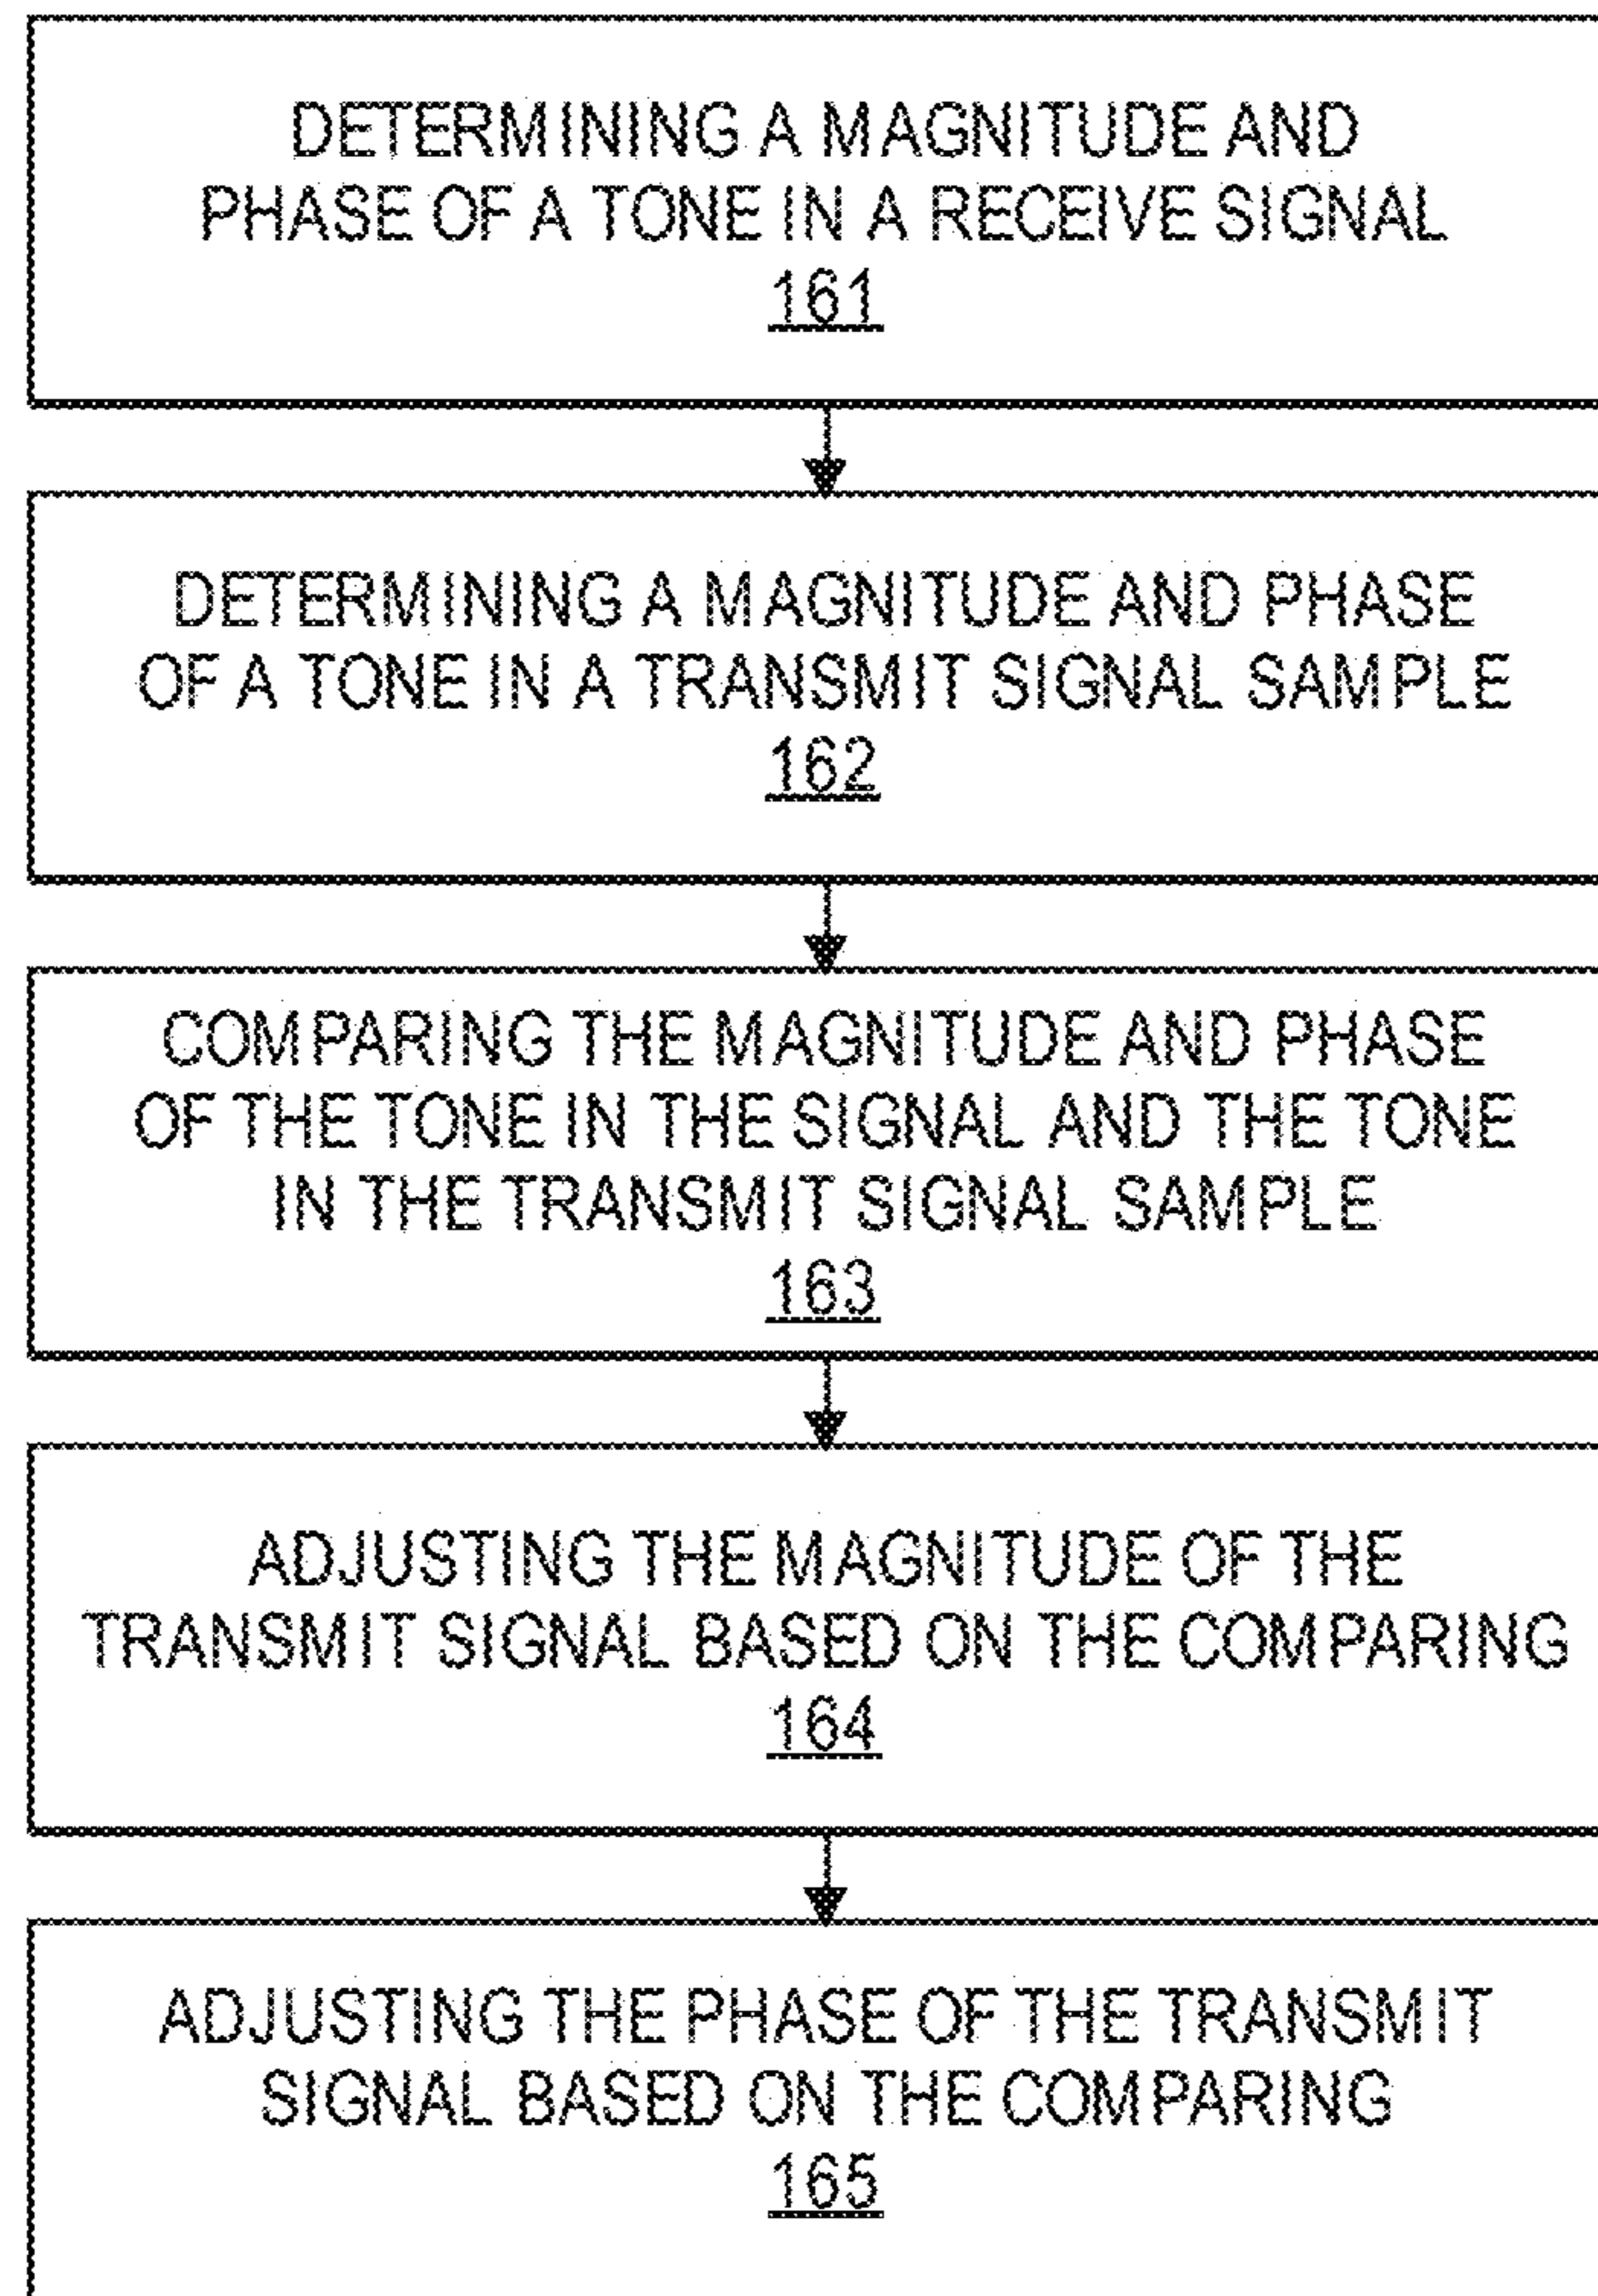 DETERMINING A MAGNITUDE AND
PHASE OF A TONE IN A RECEIVE SIGNAL
161
DETERMINING A MAGNITUDE AND PHASE
OF A TONE IN A TRANSMIT SIGNAL SAMPLE
162
COMPARING THE MAGNITUDE AND PHASE
OF THE TONE IN THE SIGNAL AND THE TONE
IN THE TRANSMIT SIGNAL SAMPLE
163
ADJUSTING THE MAGNITUDE OF THE
TRANSMIT SIGNAL BASED ON THE COMPARING
164
ADJUSTING THE PHASE OF THE TRANSMIT
SIGNAL BASED ON THE COMPARING
165